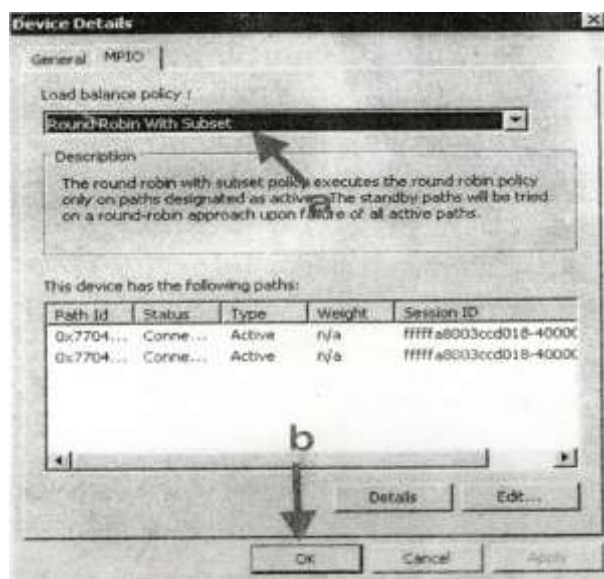 Device Details
General MPIO
Load balance policy :
Round Robin With Subset
Description
The round robin with subset policy executes the round robin policy
only on paths designated as active. The standby paths will be tried
on a round-robin approach upon failure of all active paths.
a
This device has the following paths:
Path Id Status Type Weight Session ID
0x7704... Conne... Active n/a fffffa8003ccd018-4000C
0x7704... Conne... Active n/a fffffa8003ccd018-4000C
b
Details Edit...
OK Cancel Apply